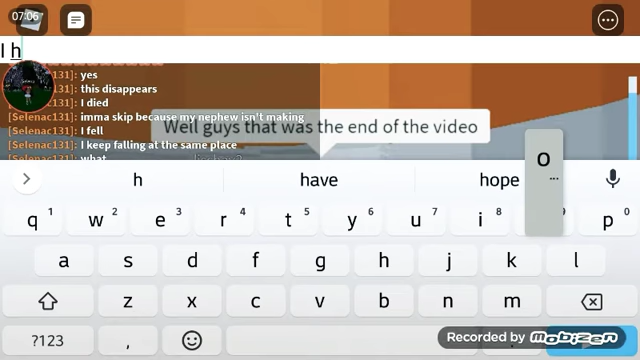 07:06
I h
[Selenac131]: yes
[Selenac131]: this disappears
[Selenac131]: I died
[Selenac131]: imma skip because my nephew isn't making
[Selenac131]: I fell
[Selenac131]: I keep falling at the same place
[Selenac131]: what
Well guys that was the end of the video
h have hope
o
q 1 w 2 e 3 r 4 t 5 y 6 u 7 i 8 9 p 0
a s d f g h j k l
z x c v b n m
?123 ,
Recorded by Mobizen